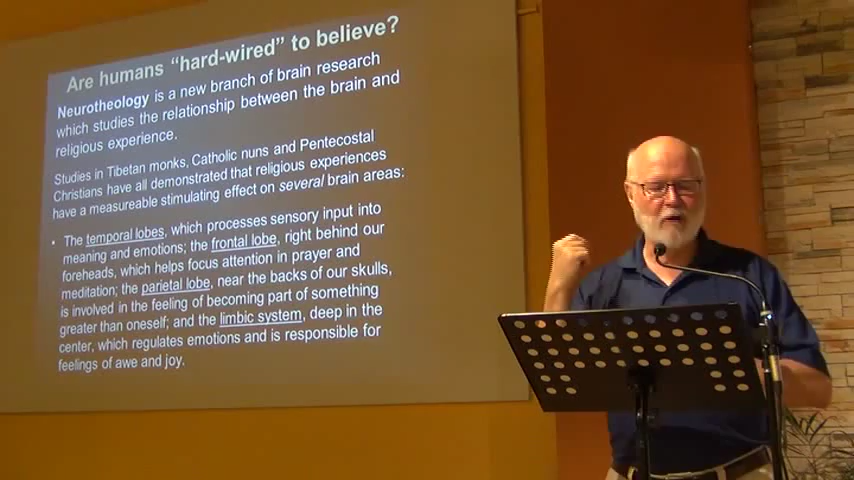 Are humans “hard-wired” to believe?
Neurotheology is a new branch of brain research
which studies the relationship between the brain and
religious experience.
Studies in Tibetan monks, Catholic nuns and Pentecostal
Christians have all demonstrated that religious experiences
have a measureable stimulating effect on several brain areas:
• The temporal lobes, which processes sensory input into
meaning and emotions; the frontal lobe, right behind our
foreheads, which helps focus attention in prayer and
meditation; the parietal lobe, near the backs of our skulls,
is involved in the feeling of becoming part of something
greater than oneself; and the limbic system, deep in the
center, which regulates emotions and is responsible for
feelings of awe and joy.